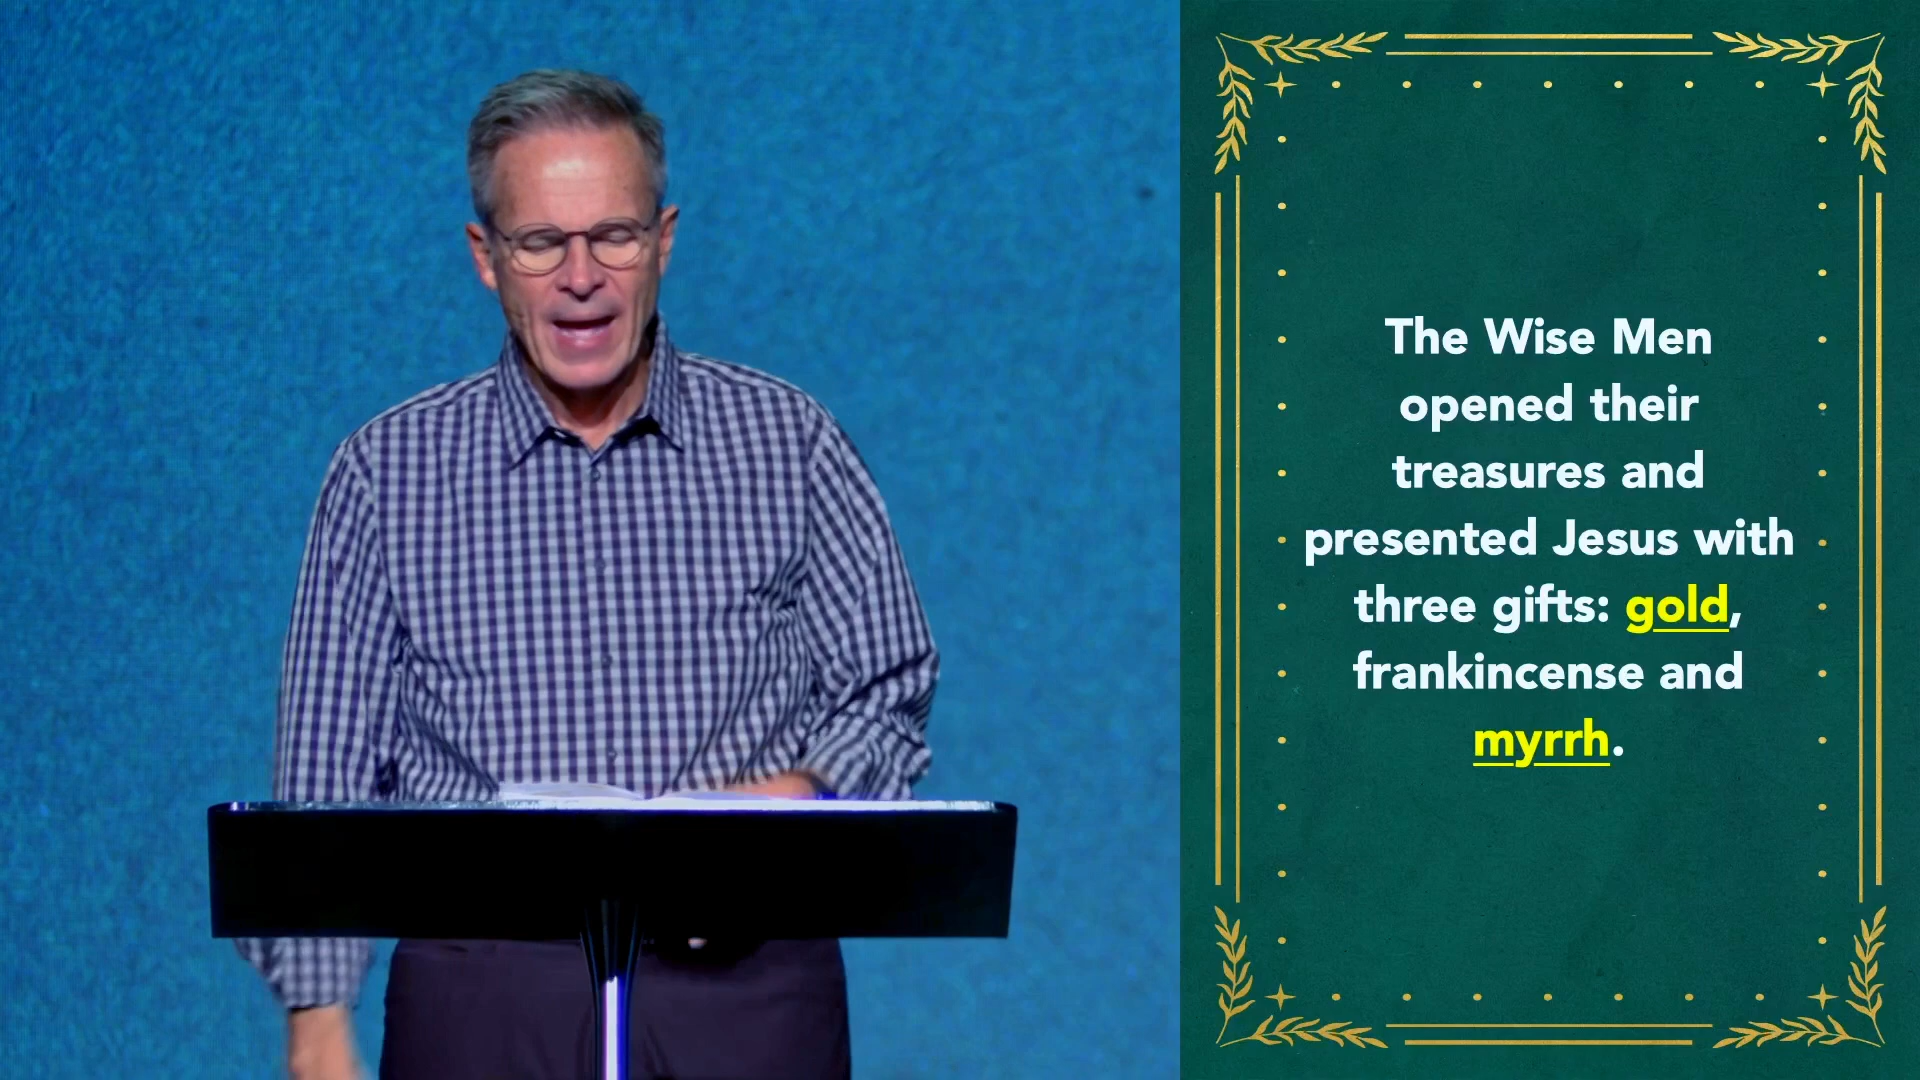 The Wise Men
opened their
treasures and
presented Jesus with
three gifts: gold,
frankincense and
myrrh.